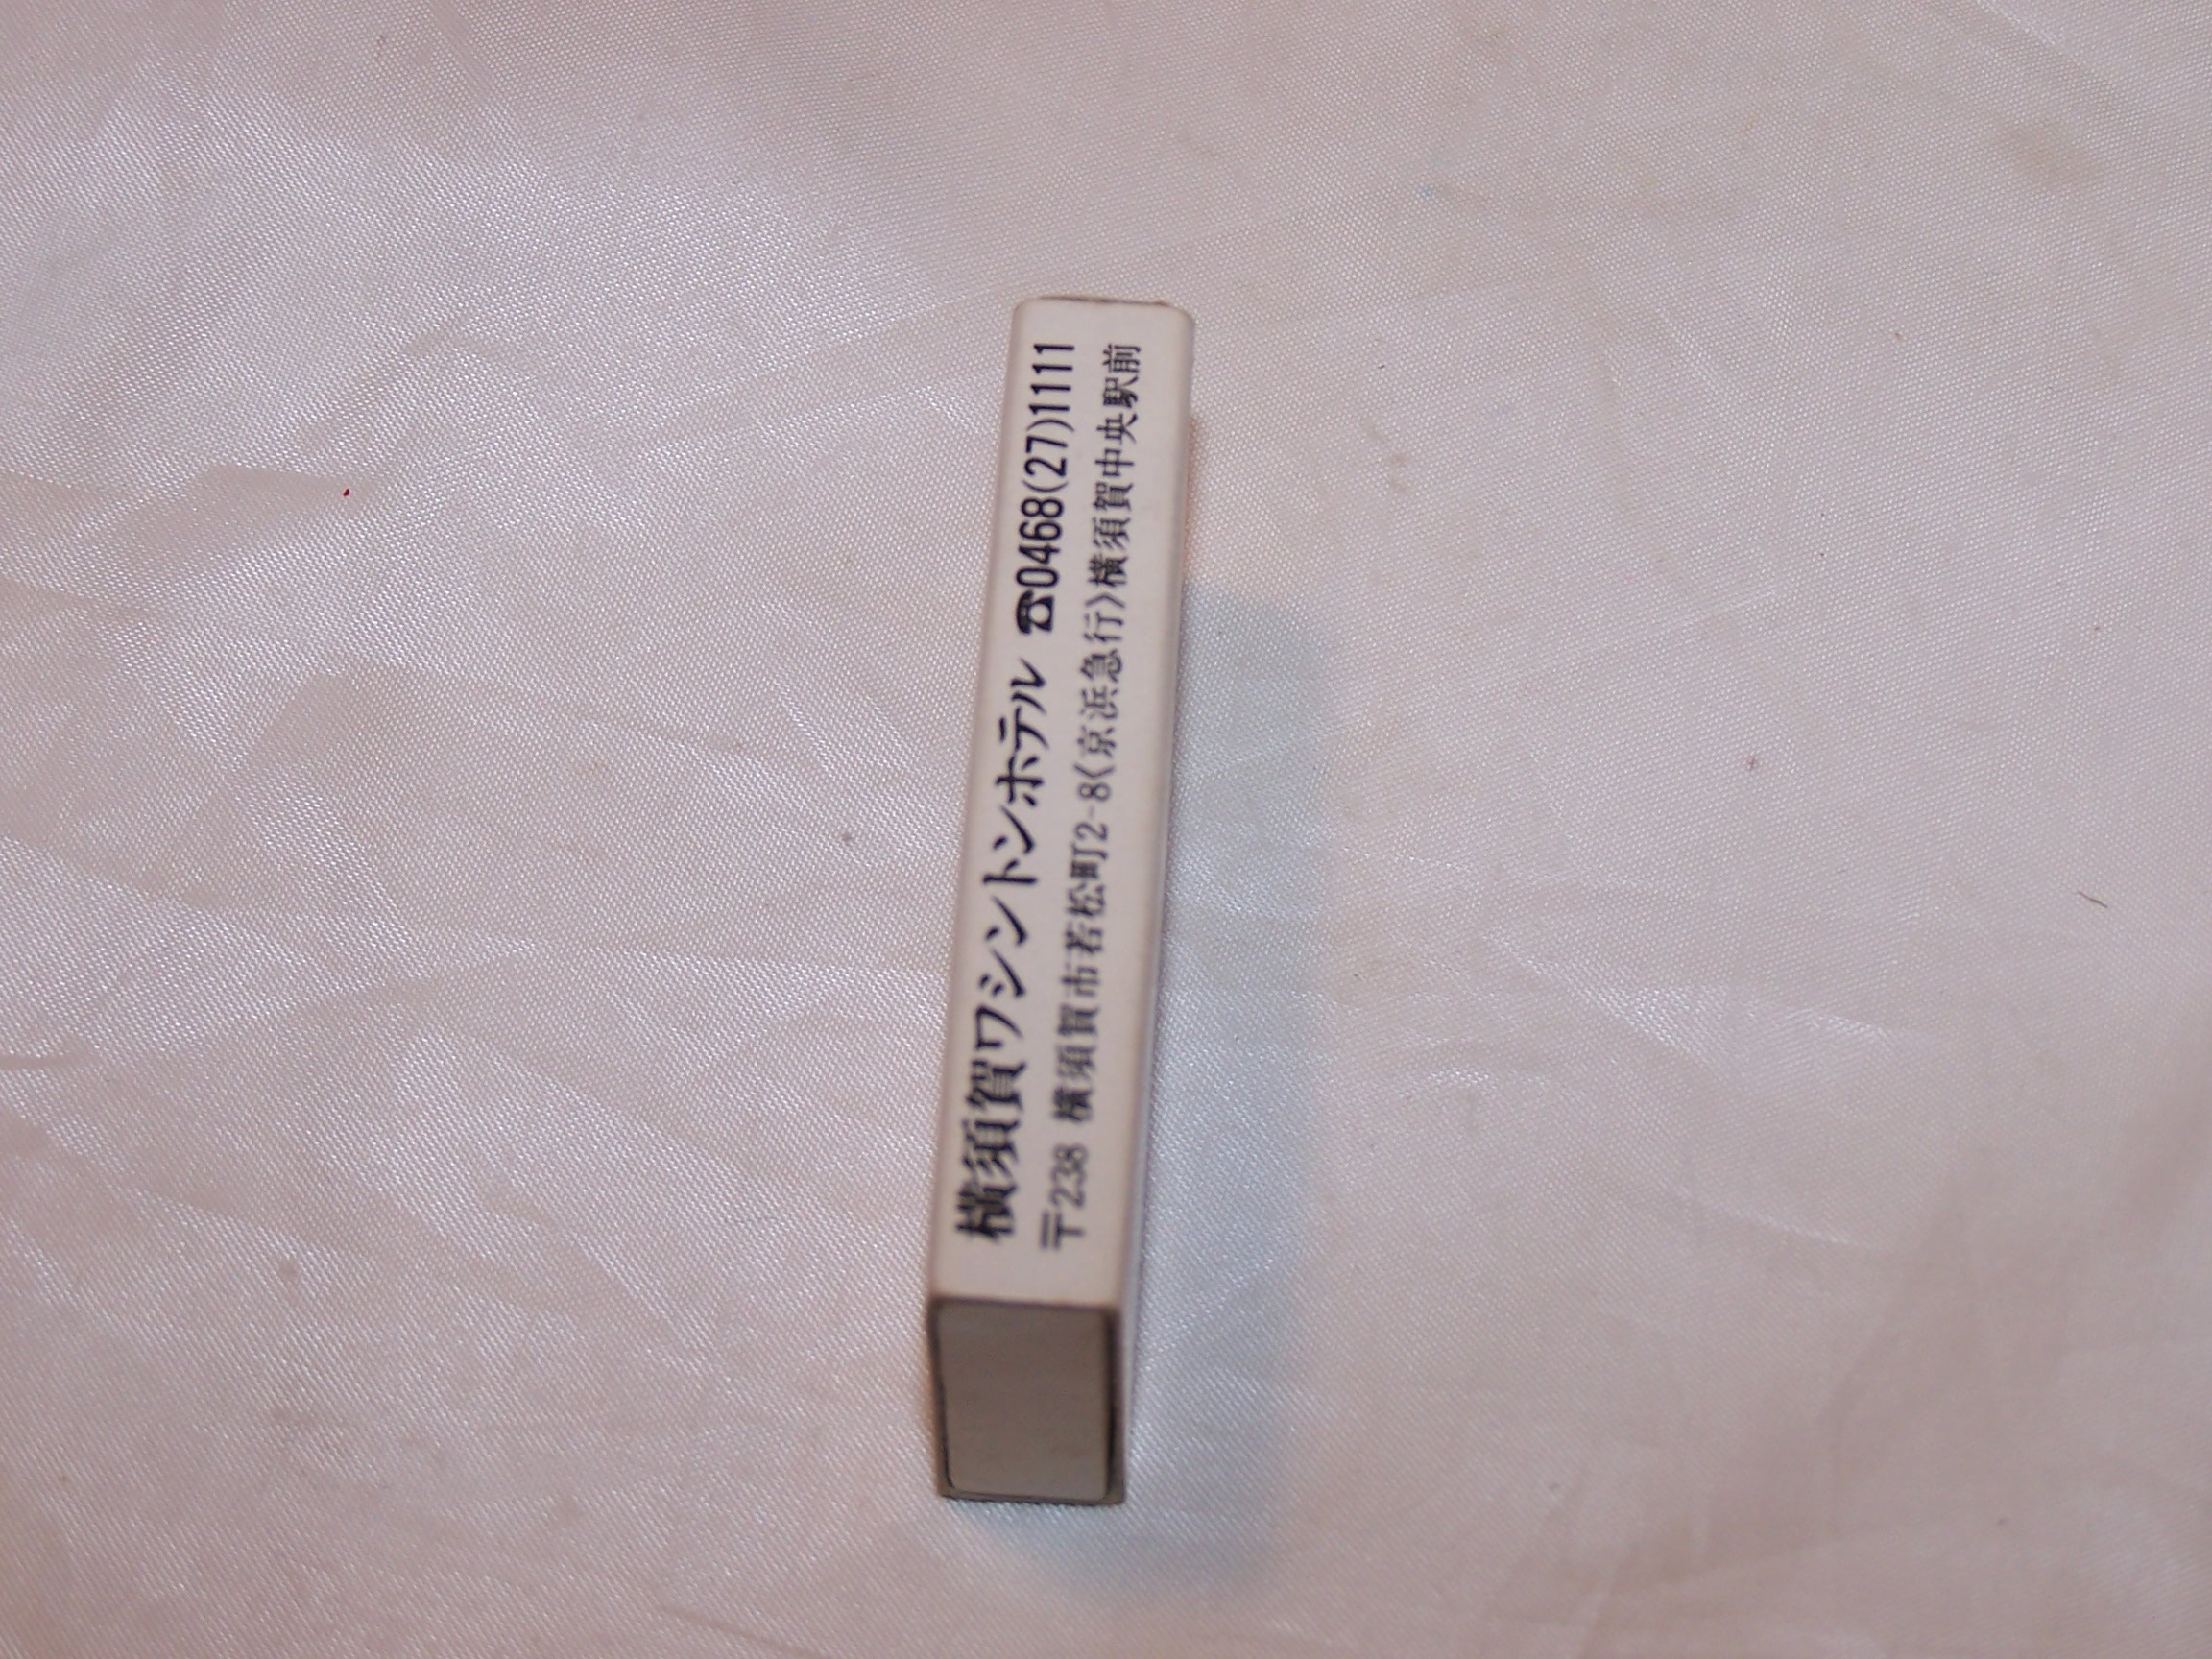 横須賀ワシントンホテル ☎0468(27)1111
〒238 横須賀市若松町2-8《京浜急行》横須賀中央駅前